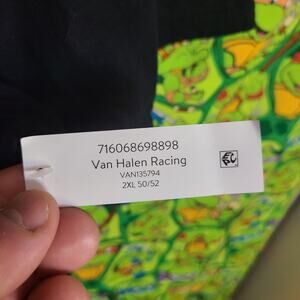 716068698898
Van Halen Racing
VAN135794
2XL 50/52